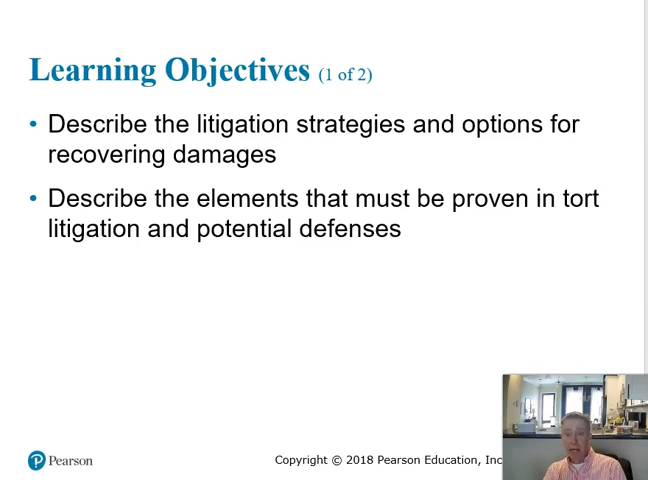 Learning Objectives (1 of 2)
• Describe the litigation strategies and options for
recovering damages
• Describe the elements that must be proven in tort
litigation and potential defenses
Pearson
Copyright © 2018 Pearson Education, Inc